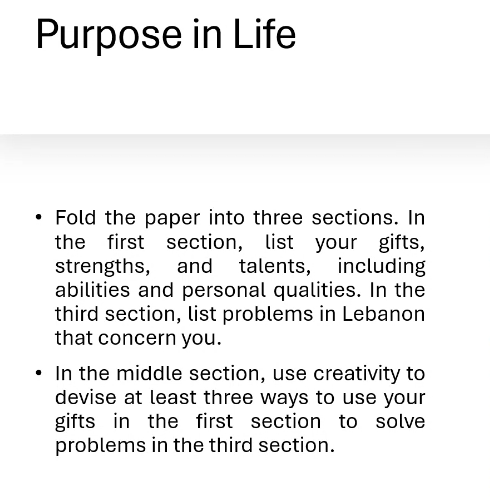 Purpose in Life
• Fold the paper into three sections. In
the first section, list your gifts,
strengths, and talents, including
abilities and personal qualities. In the
third section, list problems in Lebanon
that concern you.
• In the middle section, use creativity to
devise at least three ways to use your
gifts in the first section to solve
problems in the third section.